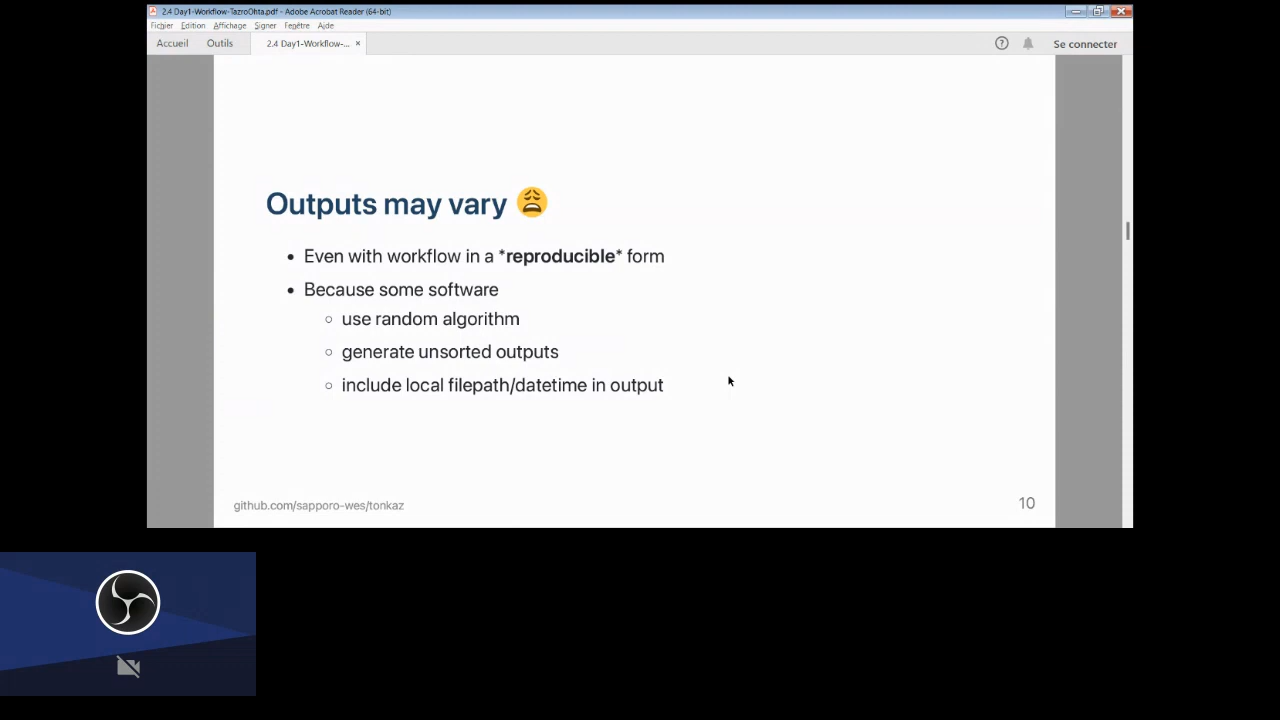 2.4 Day1-Workflow-TazroOhta.pdf - Adobe Acrobat Reader (64-bit)
Fichier Edition Affichage Signer Fenêtre Aide
Accueil Outils 2.4 Day1-Workflow-... × ? Se connecter
Outputs may vary 😩
• Even with workflow in a *reproducible* form
• Because some software
○ use random algorithm
○ generate unsorted outputs
○ include local filepath/datetime in output
github.com/sapporo-wes/tonkaz 10